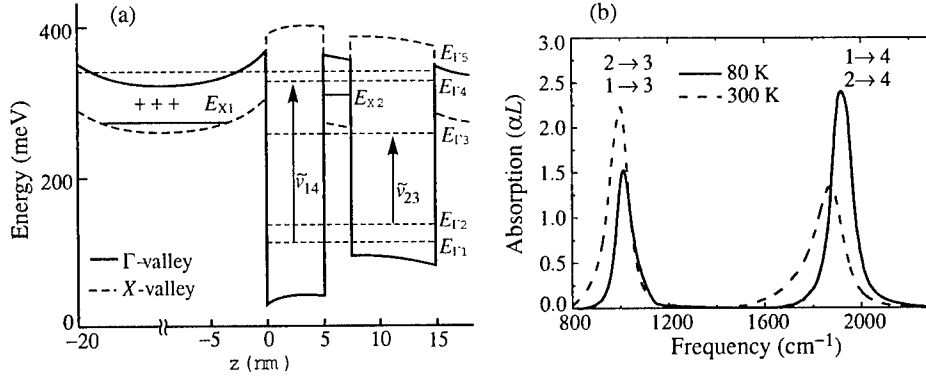 (a)
Energy (meV)
400
200
0
+ + +
E_X1
ṽ_14
E_Γ5
E_Γ4
E_X2
E_Γ3
ṽ_23
E_Γ2
E_Γ1
Γ-valley
X-valley
−20 −5 0 5 10 15
z (nm)
(b)
Absorption (αL)
3.0
2.5
2.0
1.5
1.0
0.5
0.0
2→3
1→3
80 K
300 K
1→4
2→4
800 1200 1600 2000
Frequency (cm⁻¹)